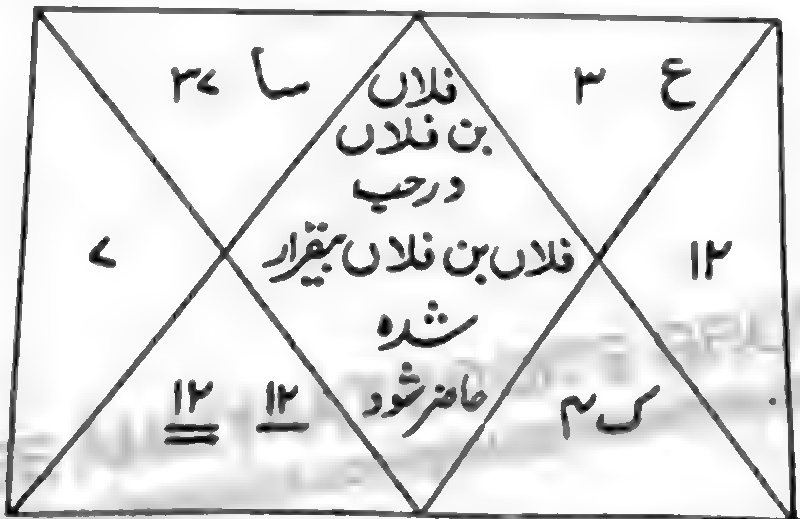 ع ۳
سا ۳۷
فلاں
بن فلاں
در حب
فلاں بن فلاں بیقرار
شدہ
حاضر شود
۱۲
۷
س ۴
۱۲ ۱۲